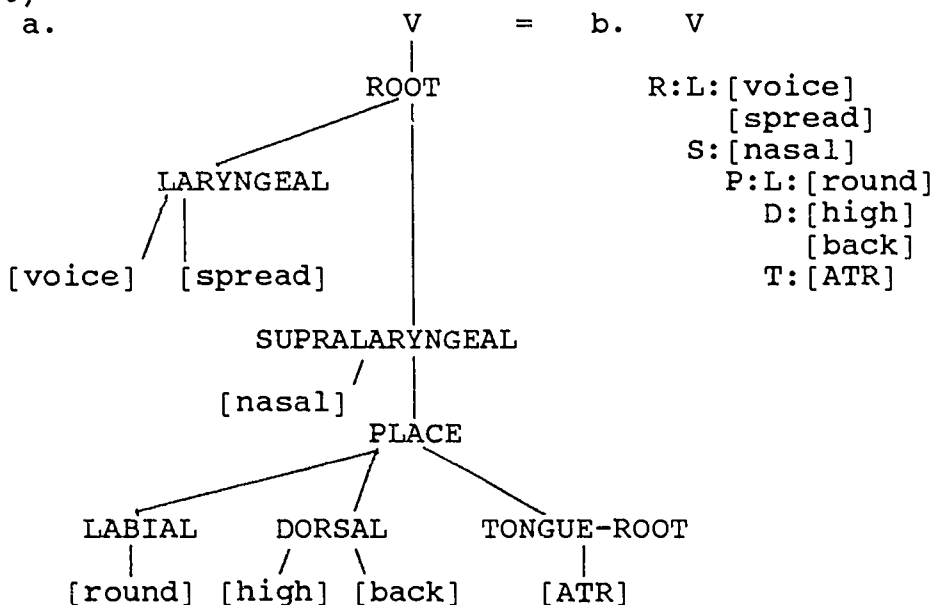 a. V = b. V
ROOT R:L:[voice]
[spread]
LARYNGEAL S:[nasal]
P:L:[round]
D:[high]
[back]
[voice] [spread] T:[ATR]
SUPRALARYNGEAL
[nasal]
PLACE
LABIAL DORSAL TONGUE-ROOT
[round] [high] [back] [ATR]